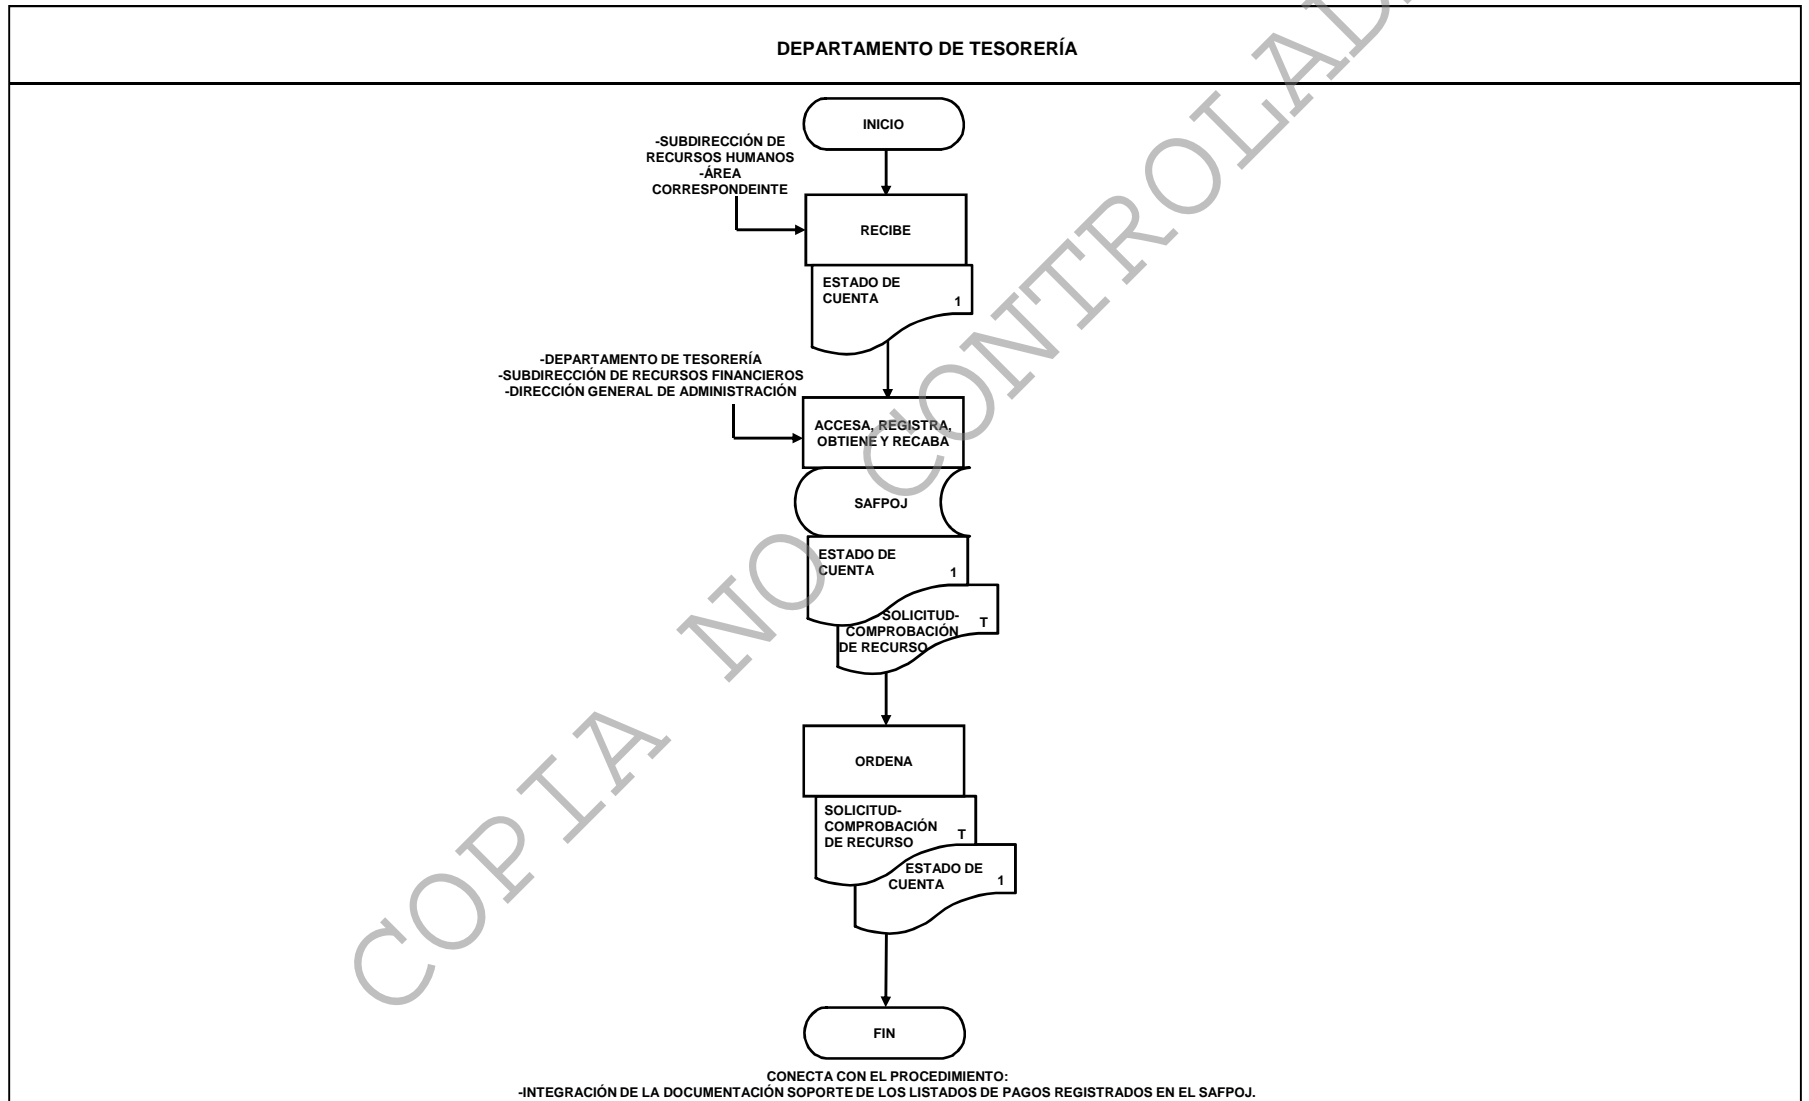 DEPARTAMENTO DE TESORERÍA
INICIO
-SUBDIRECCIÓN DE
RECURSOS HUMANOS
-ÁREA
CORRESPONDEINTE
RECIBE
ESTADO DE
CUENTA
1
-DEPARTAMENTO DE TESORERÍA
-SUBDIRECCIÓN DE RECURSOS FINANCIEROS
-DIRECCIÓN GENERAL DE ADMINISTRACIÓN
ACCESA, REGISTRA,
OBTIENE Y RECABA
SAFPOJ
ESTADO DE
CUENTA
1
SOLICITUD-
COMPROBACIÓN
DE RECURSO
T
ORDENA
SOLICITUD-
COMPROBACIÓN
DE RECURSO
T
ESTADO DE
CUENTA
1
FIN
CONECTA CON EL PROCEDIMIENTO:
-INTEGRACIÓN DE LA DOCUMENTACIÓN SOPORTE DE LOS LISTADOS DE PAGOS REGISTRADOS EN EL SAFPOJ.
COPIA NO CONTROLAD